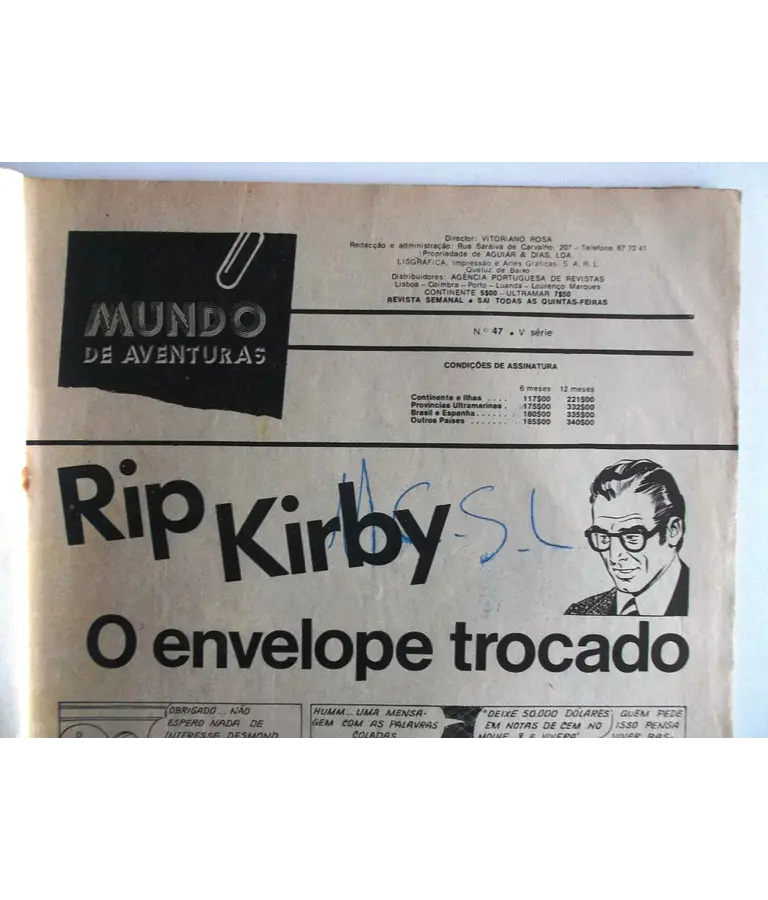 MUNDO
DE AVENTURAS
Director: VITORIANO ROSA
Redacção e administração: Rua Saraiva de Carvalho, 207 – Telefone 67 70 41
Propriedade de AGUIAR & DIAS, LDA.
LISGRÁFICA, Impressão e Artes Gráficas, S. A. R. L.
Queluz de Baixo
Distribuidores: AGÊNCIA PORTUGUESA DE REVISTAS
Lisboa – Coimbra – Porto – Luanda – Lourenço Marques
CONTINENTE 5$00 – ULTRAMAR 7$50
REVISTA SEMANAL • SAI TODAS AS QUINTAS-FEIRAS
N.º 47 • V série
CONDIÇÕES DE ASSINATURA
6 meses 12 meses
Continente e Ilhas .... 117$00 221$00
Províncias Ultramarinas . 175$00 332$00
Brasil e Espanha ...... 180$00 335$00
Outros Países ....... 185$00 340$00
Rip Kirby
O envelope trocado
OBRIGADO... NÃO
ESPERO NADA DE
INTERESSE DESMOND
HUMM... UMA MENSA-
GEM COM AS PALAVRAS
COLADAS
"DEIXE 50.000 DÓLARES
EM NOTAS DE CEM NO
MOLHE 8 E VIVERÁ"
QUEM PEDE
ISSO PENSA
VIVER BAS-